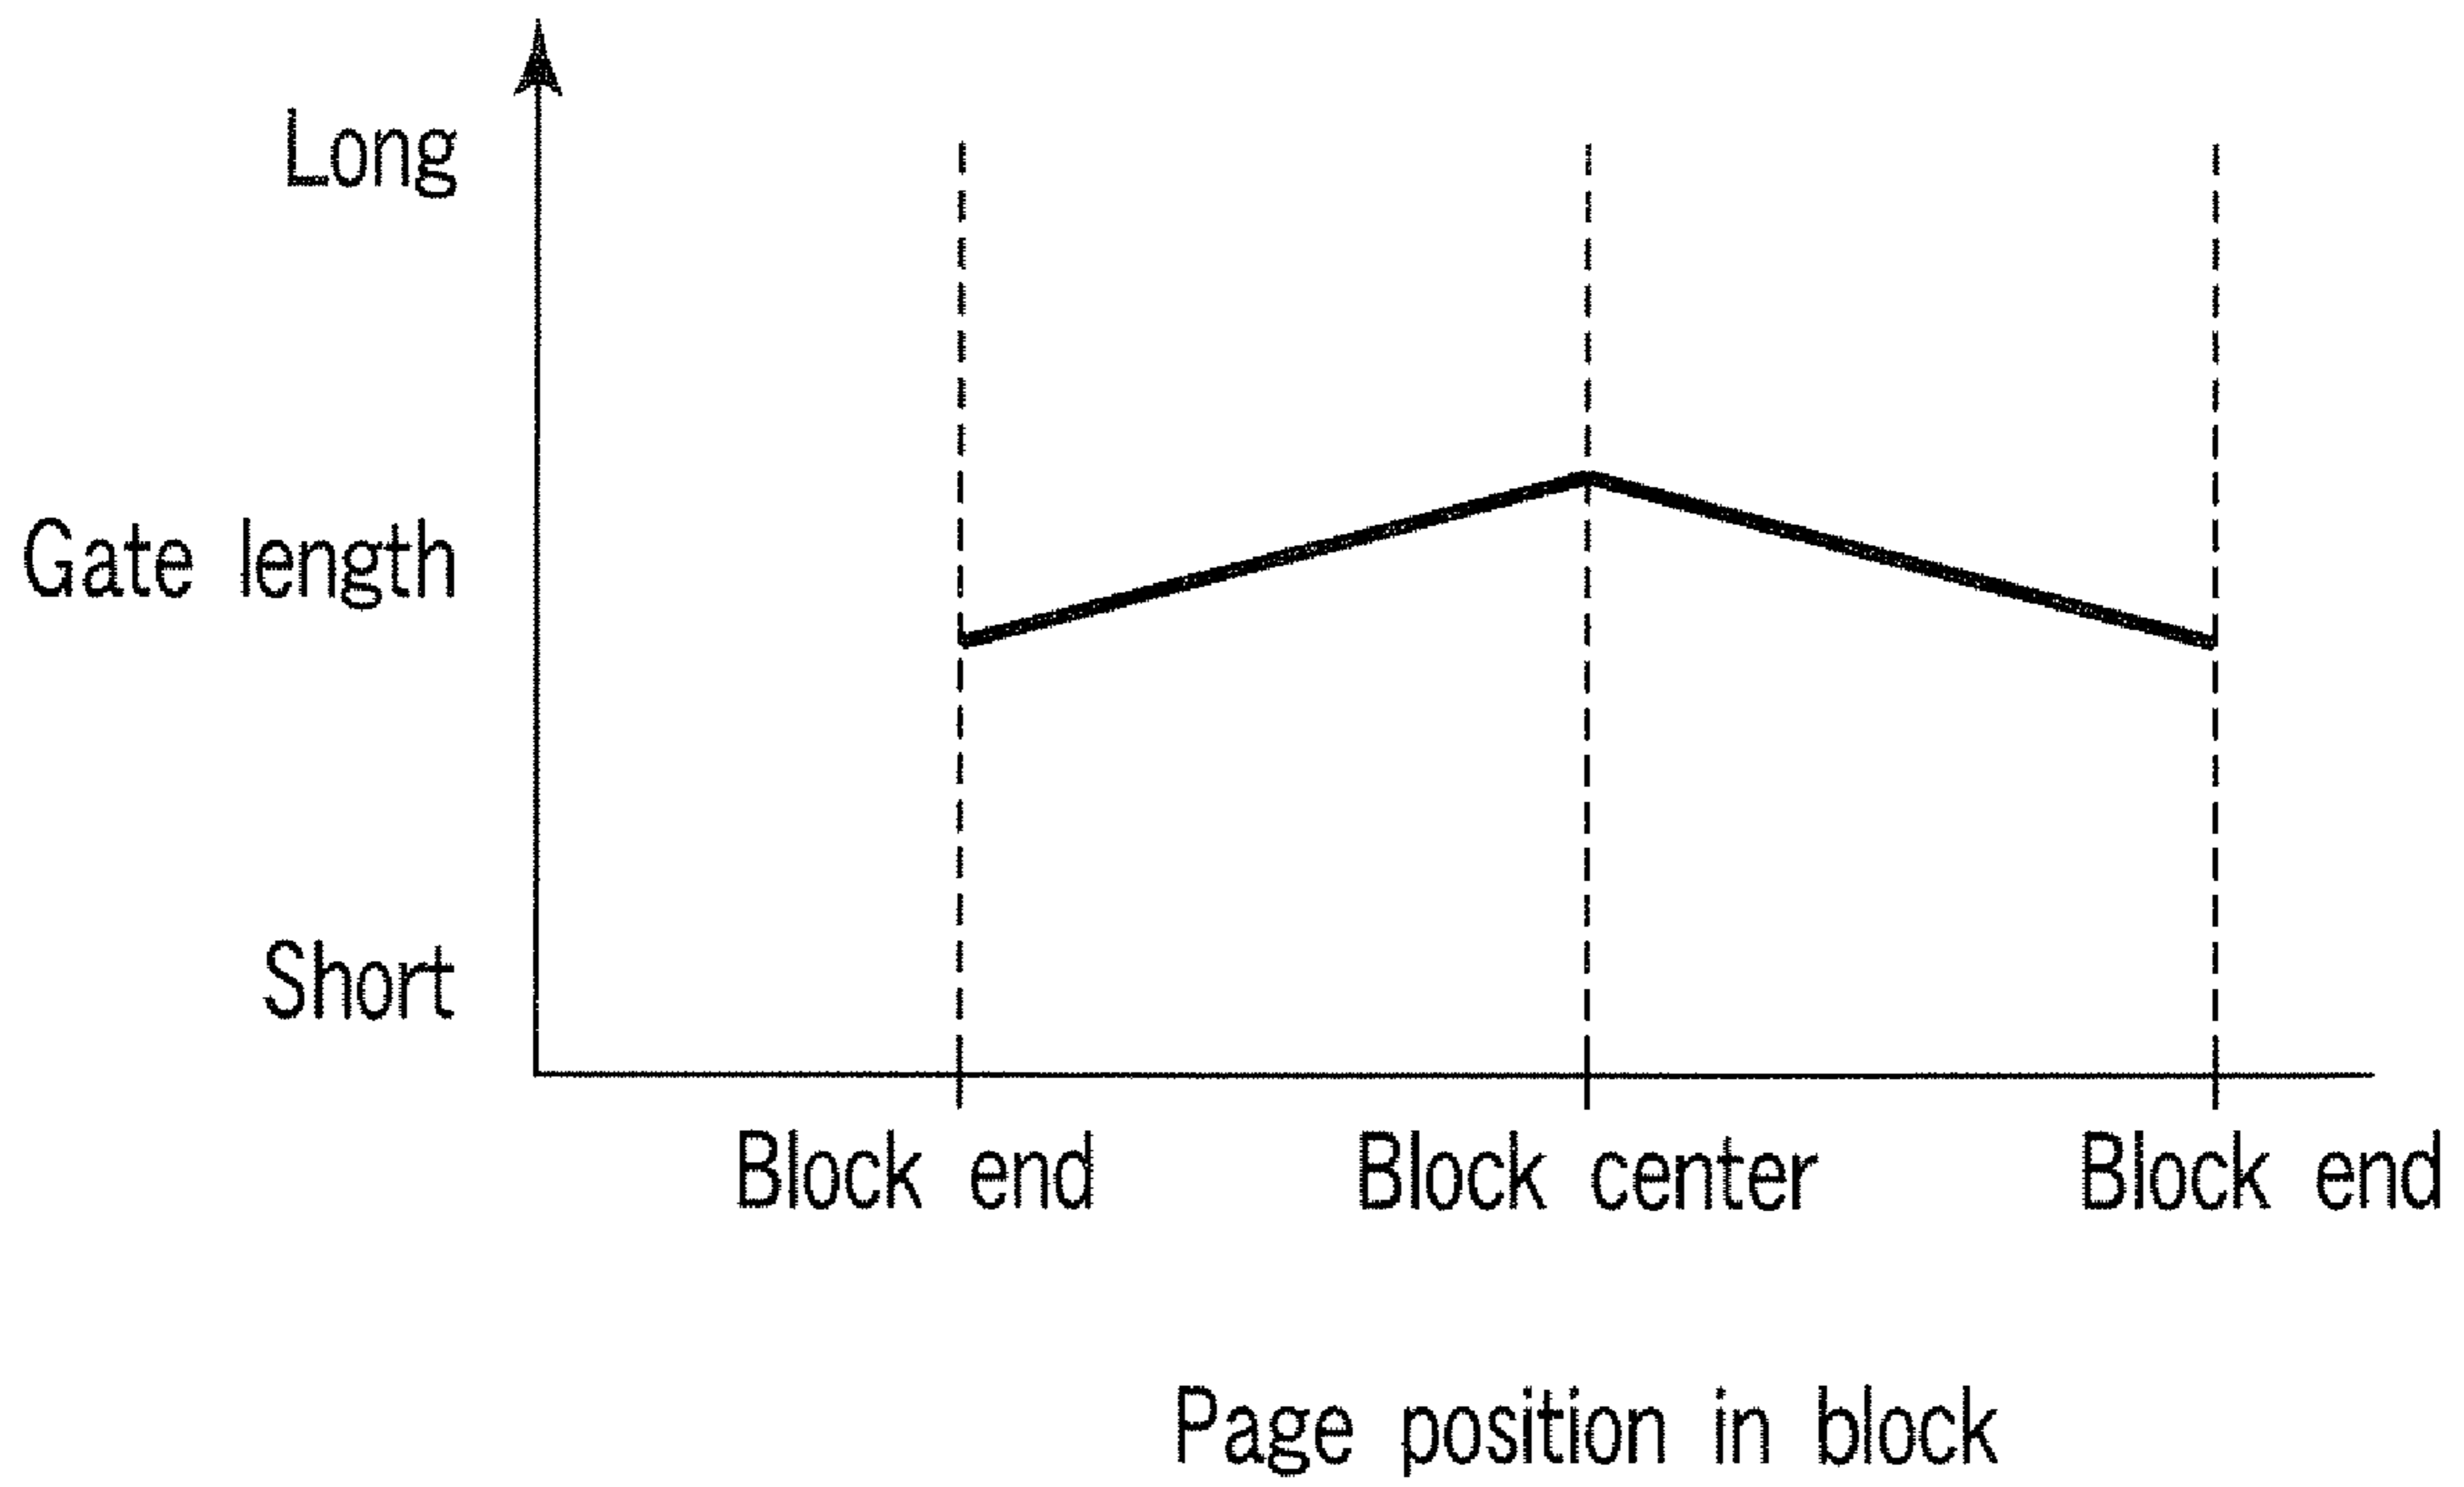 Long
Gate length
Short
Block end
Block center
Block end
Page position in block